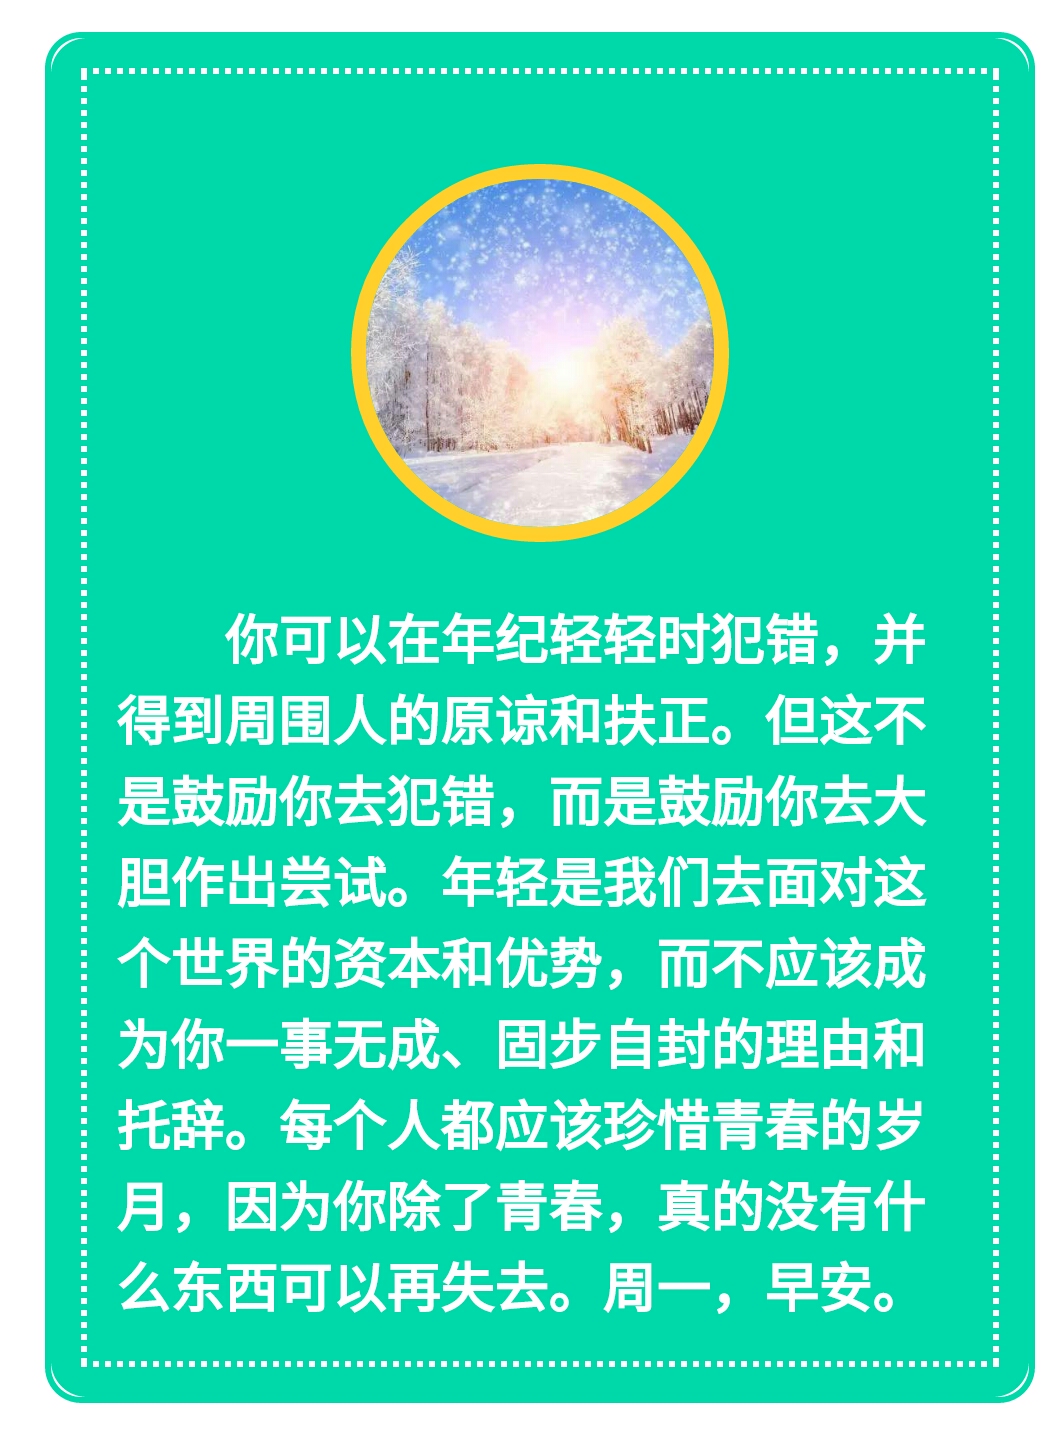 你可以在年纪轻轻时犯错，并
得到周围人的原谅和扶正。但这不
是鼓励你去犯错，而是鼓励你去大
胆作出尝试。年轻是我们去面对这
个世界的资本和优势，而不应该成
为你一事无成、固步自封的理由和
托辞。每个人都应该珍惜青春的岁
月，因为你除了青春，真的没有什
么东西可以再失去。周一，早安。